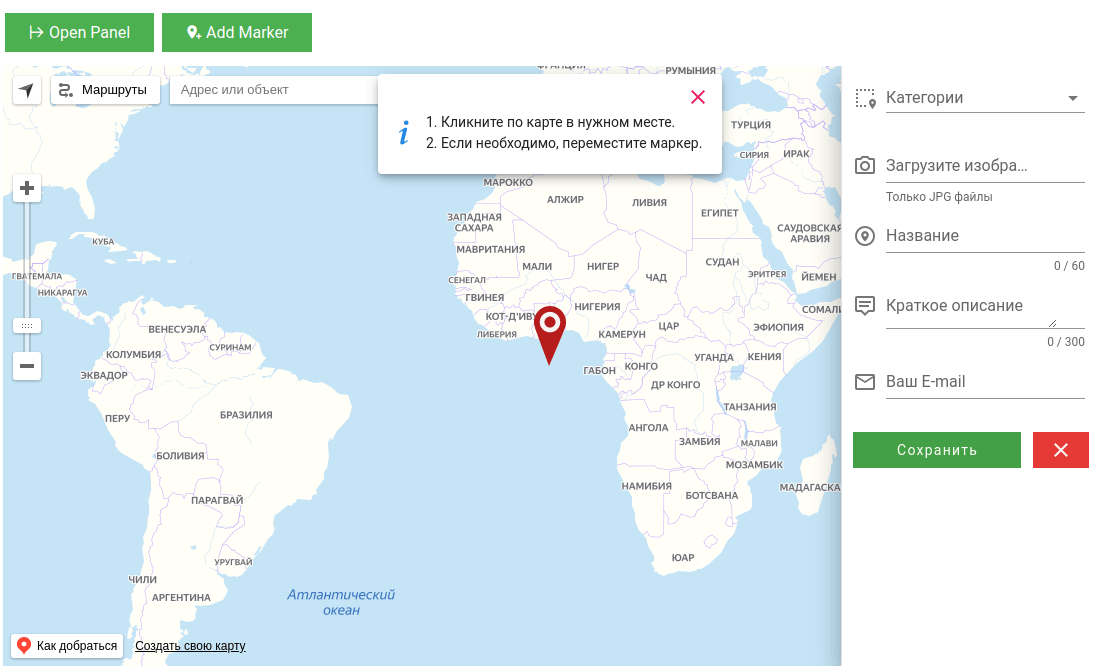 Open Panel
Add Marker
Маршруты
Адрес или объект
РУМЫНИЯ
1. Кликните по карте в нужном месте.
2. Если необходимо, переместите маркер.
ТУРЦИЯ
СИРИЯ
ИРАК
МАРОККО
АЛЖИР
ЛИВИЯ
ЕГИПЕТ
ЗАПАДНАЯ
САХАРА
САУДОВСКАЯ
АРАВИЯ
КУБА
МАВРИТАНИЯ
МАЛИ
НИГЕР
ЧАД
СУДАН
ЭРИТРЕЯ
ЙЕМЕН
ГВАТЕМАЛА
НИКАРАГУА
СЕНЕГАЛ
ГВИНЕЯ
НИГЕРИЯ
СОМАЛИ
КОТ-Д'ИВУ
ЛИБЕРИЯ
КАМЕРУН
ЦАР
ЭФИОПИЯ
ВЕНЕСУЭЛА
СУРИНАМ
КОЛУМБИЯ
ЭКВАДОР
ГАБОН
КОНГО
УГАНДА
КЕНИЯ
ДР КОНГО
ПЕРУ
БРАЗИЛИЯ
ТАНЗАНИЯ
АНГОЛА
ЗАМБИЯ
МАЛАВИ
БОЛИВИЯ
МОЗАМБИК
НАМИБИЯ
БОТСВАНА
МАДАГАСКА
ПАРАГВАЙ
ЮАР
УРУГВАЙ
ЧИЛИ
АРГЕНТИНА
Атлантический
океан
Как добраться
Создать свою карту
Категории
Загрузите изобра...
Только JPG файлы
Название
0 / 60
Краткое описание
0 / 300
Ваш E-mail
Сохранить